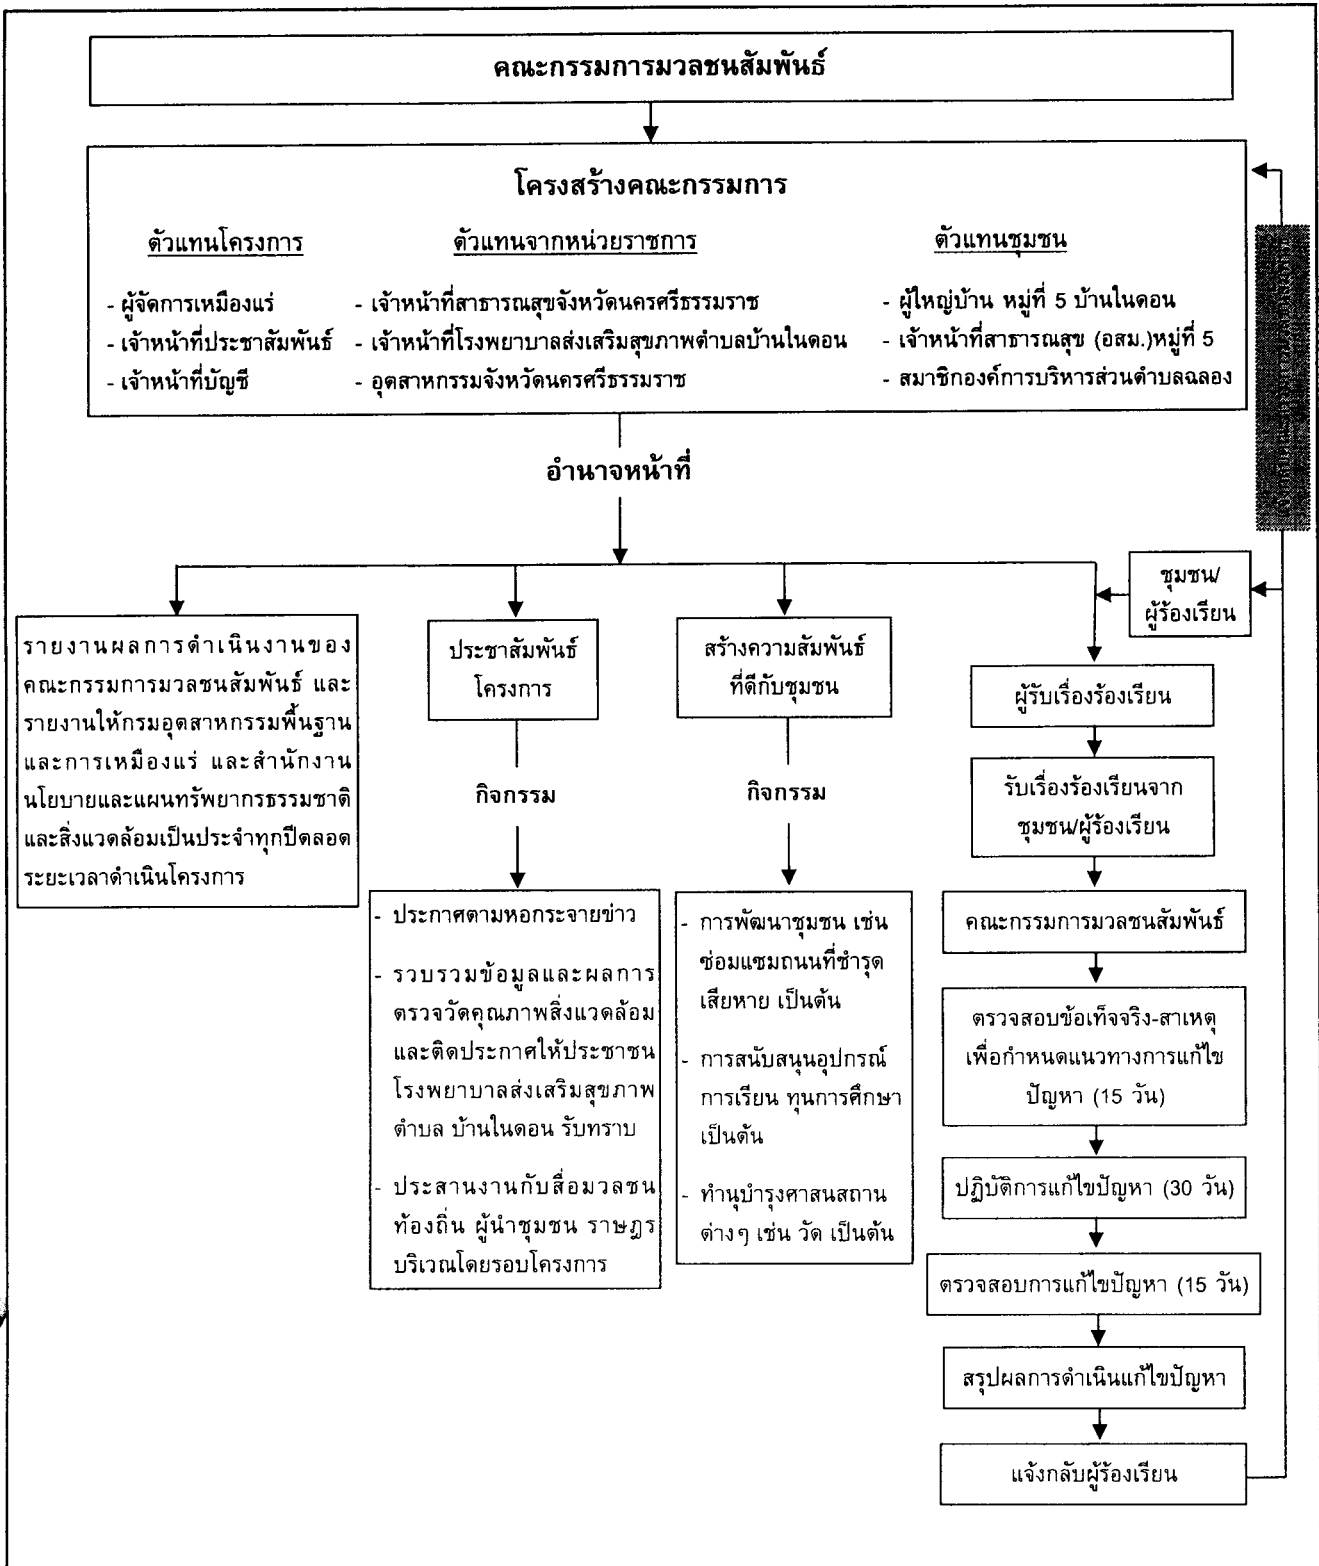 คณะกรรมการมวลชนสัมพันธ์
โครงสร้างคณะกรรมการ
ตัวแทนโครงการ
- ผู้จัดการเหมืองแร่
- เจ้าหน้าที่ประชาสัมพันธ์
- เจ้าหน้าที่บัญชี
ตัวแทนจากหน่วยราชการ
- เจ้าหน้าที่สาธารณสุขจังหวัดนครศรีธรรมราช
- เจ้าหน้าที่โรงพยาบาลส่งเสริมสุขภาพตำบลบ้านในดอน
- อุตสาหกรรมจังหวัดนครศรีธรรมราช
ตัวแทนชุมชน
- ผู้ใหญ่บ้าน หมู่ที่ 5 บ้านในดอน
- เจ้าหน้าที่สาธารณสุข (อสม.)หมู่ที่ 5
- สมาชิกองค์การบริหารส่วนตำบลฉลอง
อำนาจหน้าที่
รายงานผลการดำเนินงานของ
คณะกรรมการมวลชนสัมพันธ์ และ
รายงานให้กรมอุตสาหกรรมพื้นฐาน
และการเหมืองแร่ และสำนักงาน
นโยบายและแผนทรัพยากรธรรมชาติ
และสิ่งแวดล้อมเป็นประจำทุกปีตลอด
ระยะเวลาดำเนินโครงการ
ประชาสัมพันธ์
โครงการ
กิจกรรม
- ประกาศตามหอกระจายข่าว
- รวบรวมข้อมูลและผลการ
ตรวจวัดคุณภาพสิ่งแวดล้อม
และติดประกาศให้ประชาชน
โรงพยาบาลส่งเสริมสุขภาพ
ตำบล บ้านในดอน รับทราบ
- ประสานงานกับสื่อมวลชน
ท้องถิ่น ผู้นำชุมชน ราษฎร
บริเวณโดยรอบโครงการ
สร้างความสัมพันธ์
ที่ดีกับชุมชน
กิจกรรม
- การพัฒนาชุมชน เช่น
ซ่อมแซมถนนที่ชำรุด
เสียหาย เป็นต้น
- การสนับสนุนอุปกรณ์
การเรียน ทุนการศึกษา
เป็นต้น
- ทำนุบำรุงศาสนสถาน
ต่างๆ เช่น วัด เป็นต้น
ชุมชน/
ผู้ร้องเรียน
ผู้รับเรื่องร้องเรียน
รับเรื่องร้องเรียนจาก
ชุมชน/ผู้ร้องเรียน
คณะกรรมการมวลชนสัมพันธ์
ตรวจสอบข้อเท็จจริง-สาเหตุ
เพื่อกำหนดแนวทางการแก้ไข
ปัญหา (15 วัน)
ปฏิบัติการแก้ไขปัญหา (30 วัน)
ตรวจสอบการแก้ไขปัญหา (15 วัน)
สรุปผลการดำเนินแก้ไขปัญหา
แจ้งกลับผู้ร้องเรียน